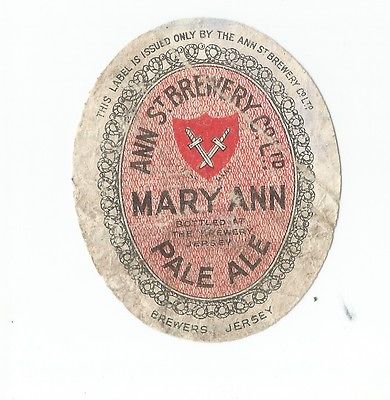 THIS LABEL IS ISSUED ONLY BY THE ANN ST BREWERY CO LTD
ANN ST BREWERY CO LTD
MARY ANN
BOTTLED AT
THE BREWERY
JERSEY
PALE ALE
BREWERS JERSEY